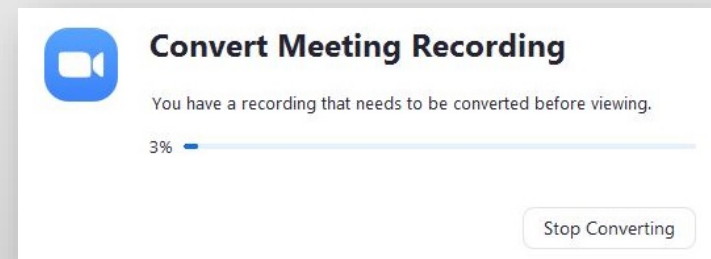 Convert Meeting Recording
You have a recording that needs to be converted before viewing.
3%
Stop Converting